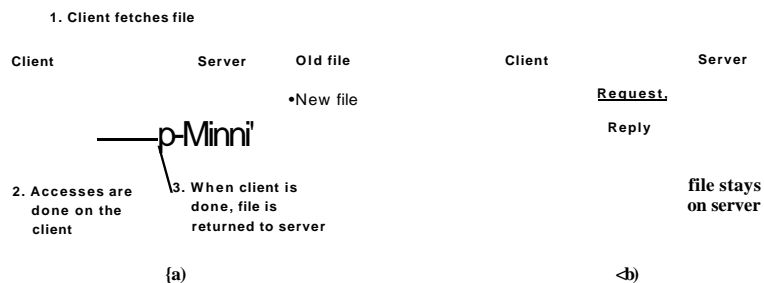 1. Client fetches file
Client Server Old file
•New file
p-Minni'
2. Accesses are
done on the
client
3. When client is
done, file is
returned to server
{a)
Client Server
Request,
Reply
file stays
on server
<b)